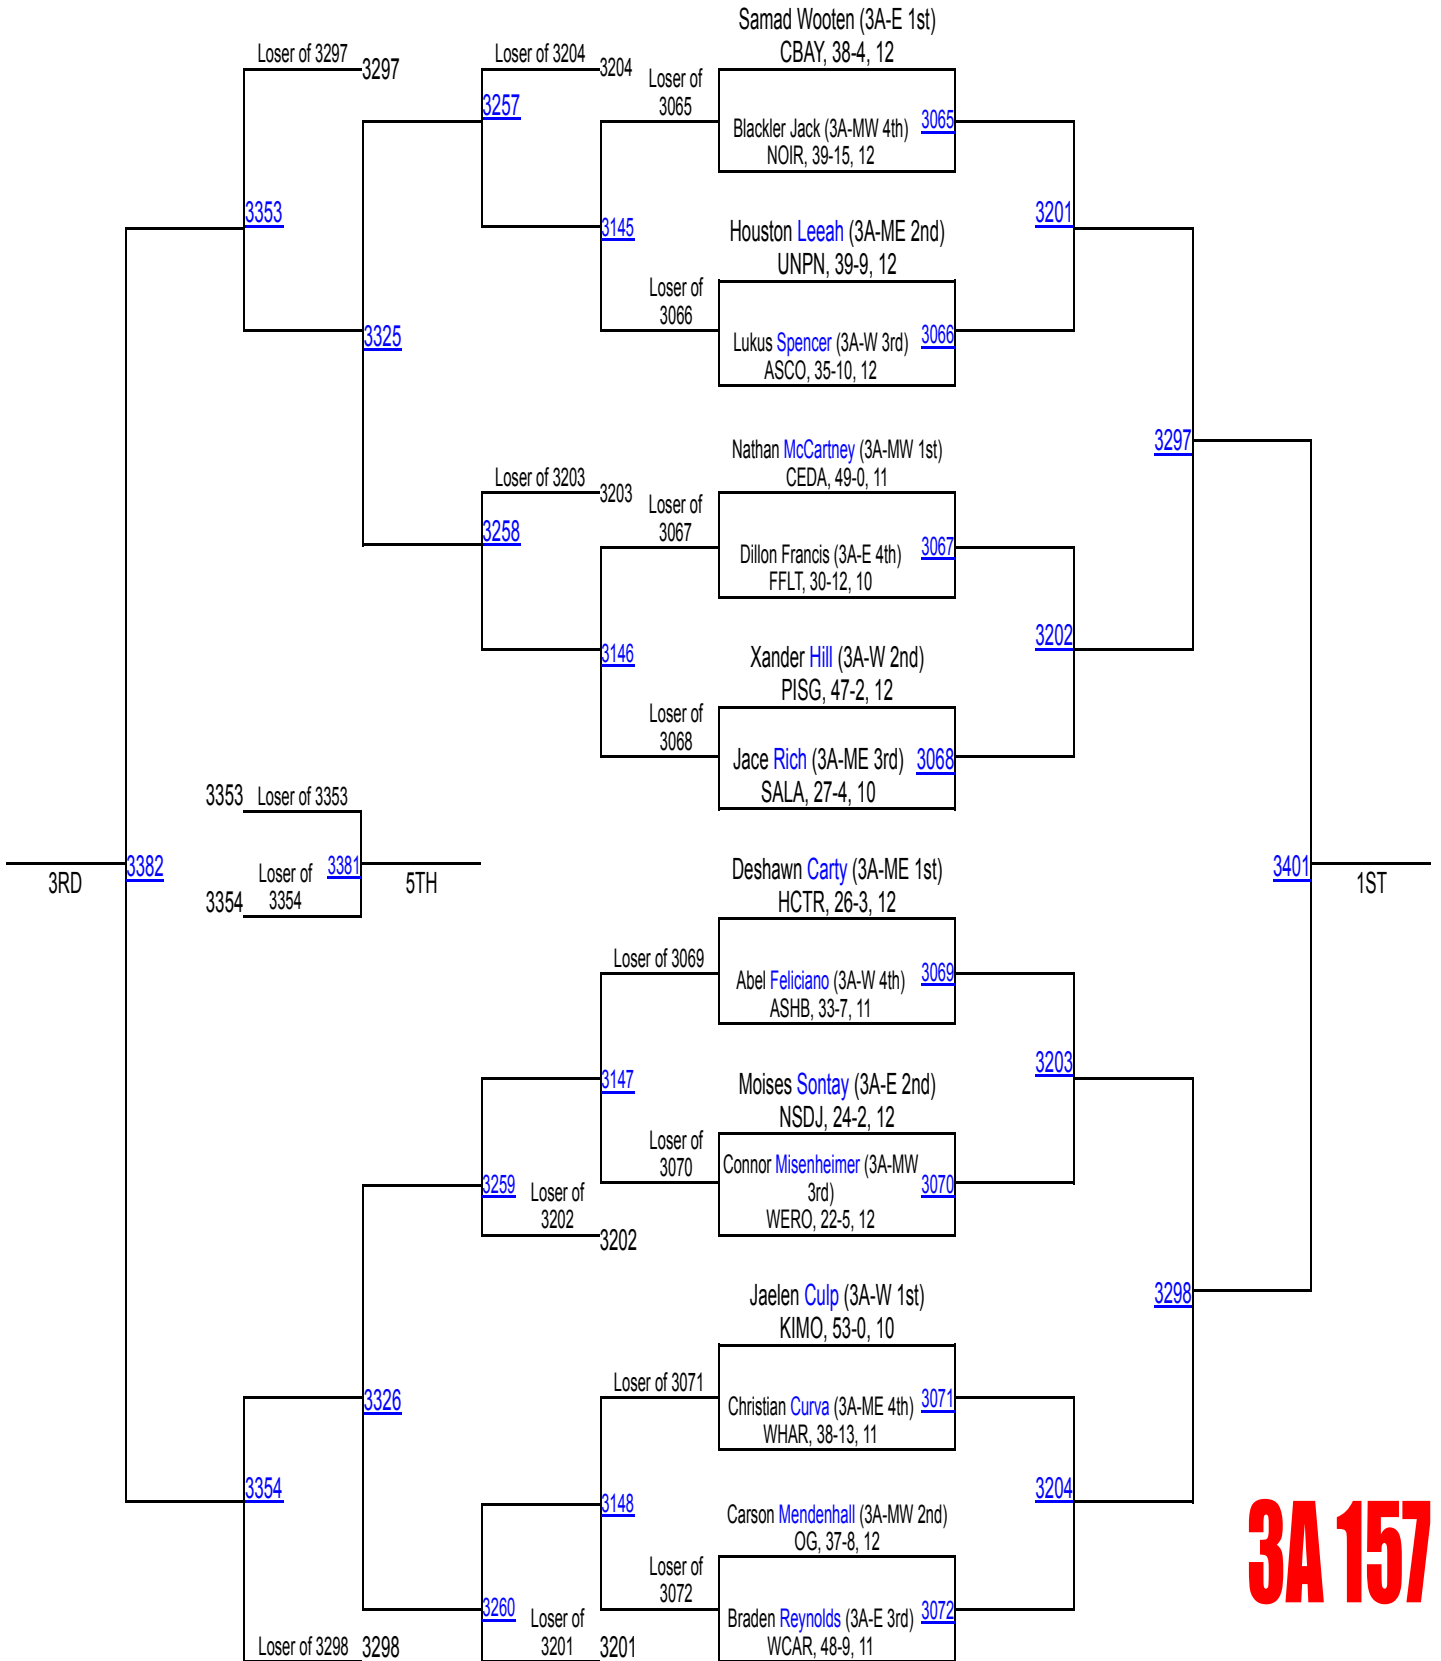 Samad Wooten (3A-E 1st)
CBAY, 38-4, 12
Loser of 3297
3297
Loser of 3204
3204
Loser of
3065
3257
Blackler Jack (3A-MW 4th)
NOIR, 39-15, 12
3065
3353
3145
Houston Leeah (3A-ME 2nd)
UNPN, 39-9, 12
3201
Loser of
3066
3325
Lukus Spencer (3A-W 3rd)
ASCO, 35-10, 12
3066
Nathan McCartney (3A-MW 1st)
CEDA, 49-0, 11
3297
Loser of 3203
3203
Loser of
3067
3258
Dillon Francis (3A-E 4th)
FFLT, 30-12, 10
3067
3146
Xander Hill (3A-W 2nd)
PISG, 47-2, 12
3202
Loser of
3068
Jace Rich (3A-ME 3rd)
SALA, 27-4, 10
3068
3353
Loser of 3353
3RD
3382
Loser of
3354
3354
3381
5TH
Deshawn Carty (3A-ME 1st)
HCTR, 26-3, 12
3401
1ST
Loser of 3069
Abel Feliciano (3A-W 4th)
ASHB, 33-7, 11
3069
3147
Moises Sontay (3A-E 2nd)
NSDJ, 24-2, 12
3203
Loser of
3070
Connor Misenheimer (3A-MW
3rd)
WERO, 22-5, 12
3070
3259
Loser of
3202
3202
Jaelen Culp (3A-W 1st)
KIMO, 53-0, 10
3298
Loser of 3071
3326
Christian Curva (3A-ME 4th)
WHAR, 38-13, 11
3071
3354
3148
Carson Mendenhall (3A-MW 2nd)
OG, 37-8, 12
3204
Loser of
3072
3260
Braden Reynolds (3A-E 3rd)
WCAR, 48-9, 11
3072
Loser of
3201
3201
Loser of 3298
3298
3A 157